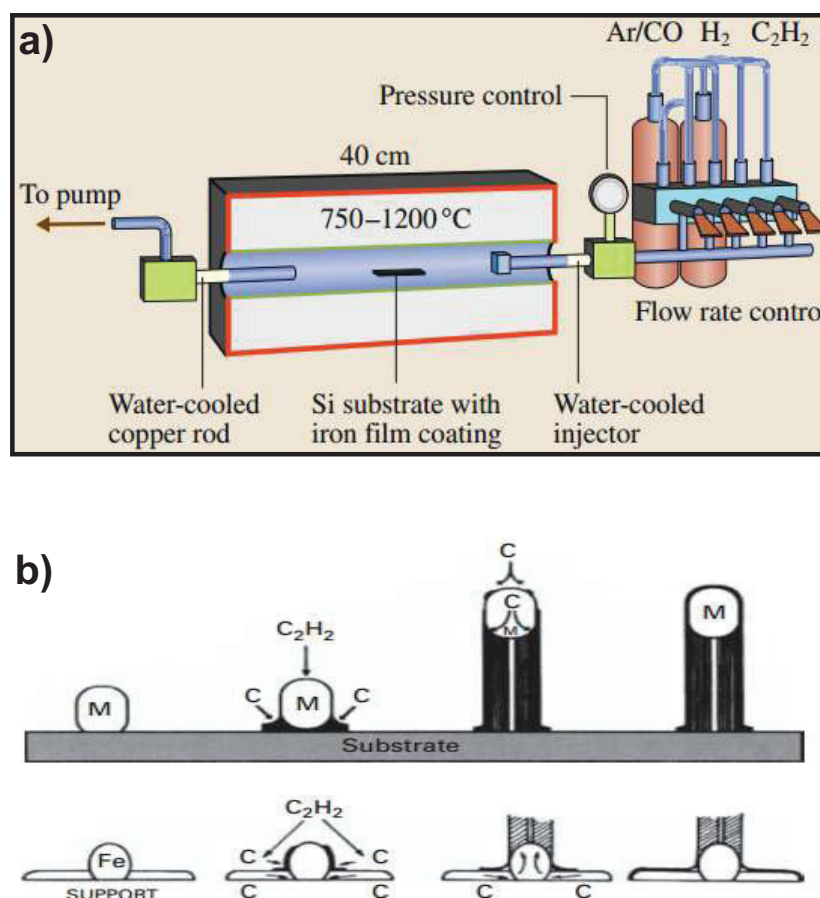 a)
Ar/CO H₂ C₂H₂
Pressure control
40 cm
To pump
750–1200 °C
Flow rate contro
Water-cooled
copper rod
Si substrate with
iron film coating
Water-cooled
injector
b)
C
C₂H₂
C
M
C
M
C
M
M
Substrate
C₂H₂
Fe
C
C
C
C
C
C
SUPPORT